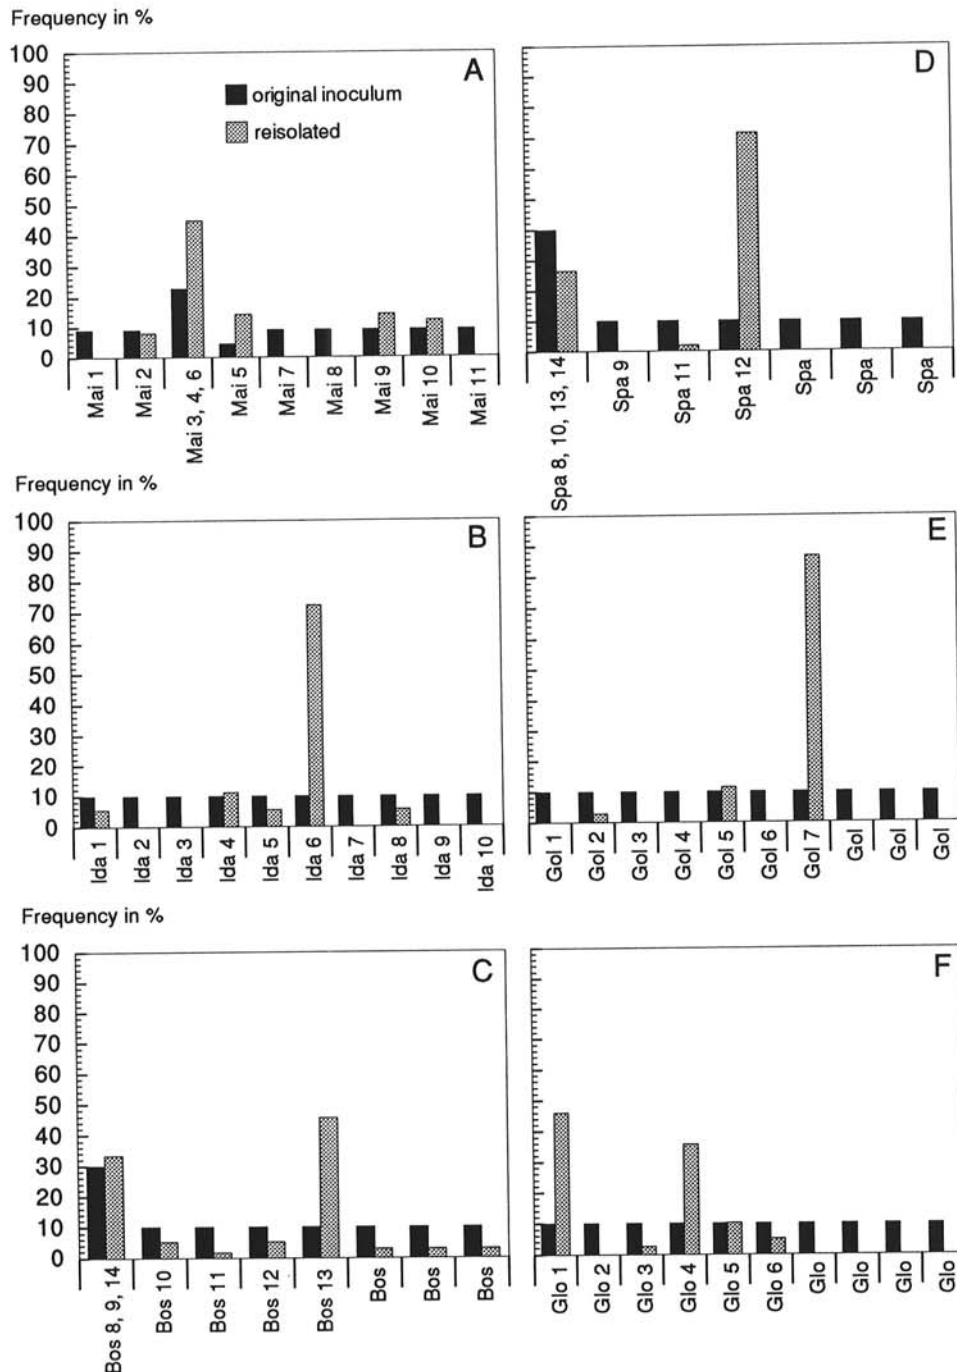 Frequency in %
100
90
80
70
60
50
40
30
20
10
0
A
original inoculum
reisolated
Mai 1
Mai 2
Mai 3, 4, 6
Mai 5
Mai 7
Mai 8
Mai 9
Mai 10
Mai 11
D
Spa 8, 10, 13, 14
Spa 9
Spa 11
Spa 12
Spa
Spa
Spa
Frequency in %
100
90
80
70
60
50
40
30
20
10
0
B
Ida 1
Ida 2
Ida 3
Ida 4
Ida 5
Ida 6
Ida 7
Ida 8
Ida 9
Ida 10
E
Gol 1
Gol 2
Gol 3
Gol 4
Gol 5
Gol 6
Gol 7
Gol
Gol
Gol
Frequency in %
100
90
80
70
60
50
40
30
20
10
0
C
Bos 8, 9, 14
Bos 10
Bos 11
Bos 12
Bos 13
Bos
Bos
Bos
F
Glo 1
Glo 2
Glo 3
Glo 4
Glo 5
Glo 6
Glo
Glo
Glo
Glo